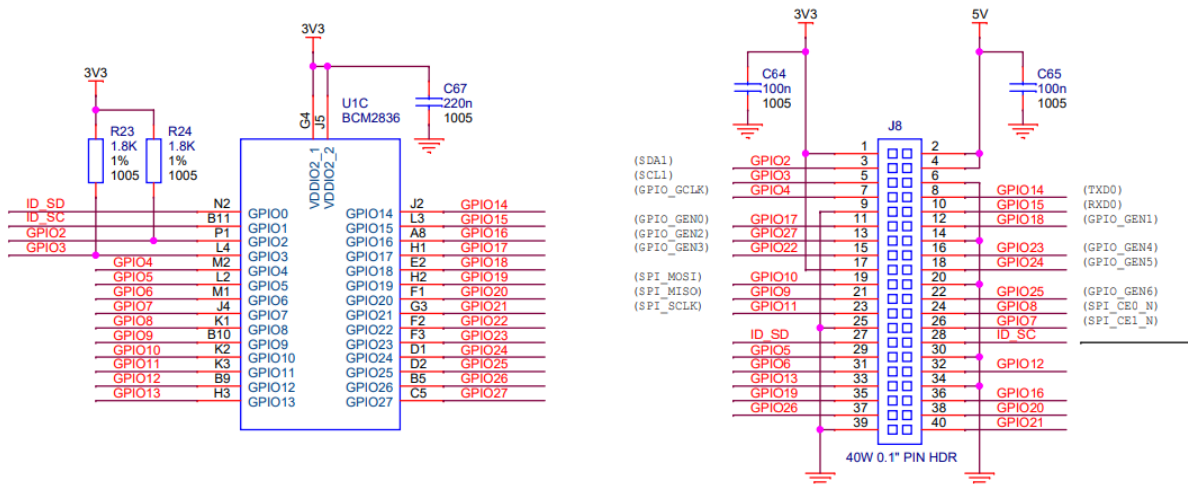 3V3
3V3
R23
1.8K
1%
1005
R24
1.8K
1%
1005
C67
220n
1005
U1C
BCM2836
G4
J5
VDDIO2_1
VDDIO2_2
ID_SD N2 GPIO0 GPIO14 J2 GPIO14
ID_SC B11 GPIO1 GPIO15 L3 GPIO15
GPIO2 P1 GPIO2 GPIO16 A8 GPIO16
GPIO3 L4 GPIO3 GPIO17 H1 GPIO17
GPIO4 M2 GPIO4 GPIO18 E2 GPIO18
GPIO5 L2 GPIO5 GPIO19 H2 GPIO19
GPIO6 M1 GPIO6 GPIO20 F1 GPIO20
GPIO7 J4 GPIO7 GPIO21 G3 GPIO21
GPIO8 K1 GPIO8 GPIO22 F2 GPIO22
GPIO9 B10 GPIO9 GPIO23 F3 GPIO23
GPIO10 K2 GPIO10 GPIO24 D1 GPIO24
GPIO11 K3 GPIO11 GPIO25 D2 GPIO25
GPIO12 B9 GPIO12 GPIO26 B5 GPIO26
GPIO13 H3 GPIO13 GPIO27 C5 GPIO27
3V3
5V
C64
100n
1005
C65
100n
1005
J8
1 2
(SDA1) GPIO2 3 4
(SCL1) GPIO3 5 6
(GPIO_GCLK) GPIO4 7 8 GPIO14 (TXD0)
9 10 GPIO15 (RXD0)
(GPIO_GEN0) GPIO17 11 12 GPIO18 (GPIO_GEN1)
(GPIO_GEN2) GPIO27 13 14
(GPIO_GEN3) GPIO22 15 16 GPIO23 (GPIO_GEN4)
17 18 GPIO24 (GPIO_GEN5)
(SPI_MOSI) GPIO10 19 20
(SPI_MISO) GPIO9 21 22 GPIO25 (GPIO_GEN6)
(SPI_SCLK) GPIO11 23 24 GPIO8 (SPI_CE0_N)
25 26 GPIO7 (SPI_CE1_N)
ID_SD 27 28 ID_SC
GPIO5 29 30
GPIO6 31 32 GPIO12
GPIO13 33 34
GPIO19 35 36 GPIO16
GPIO26 37 38 GPIO20
39 40 GPIO21
40W 0.1" PIN HDR